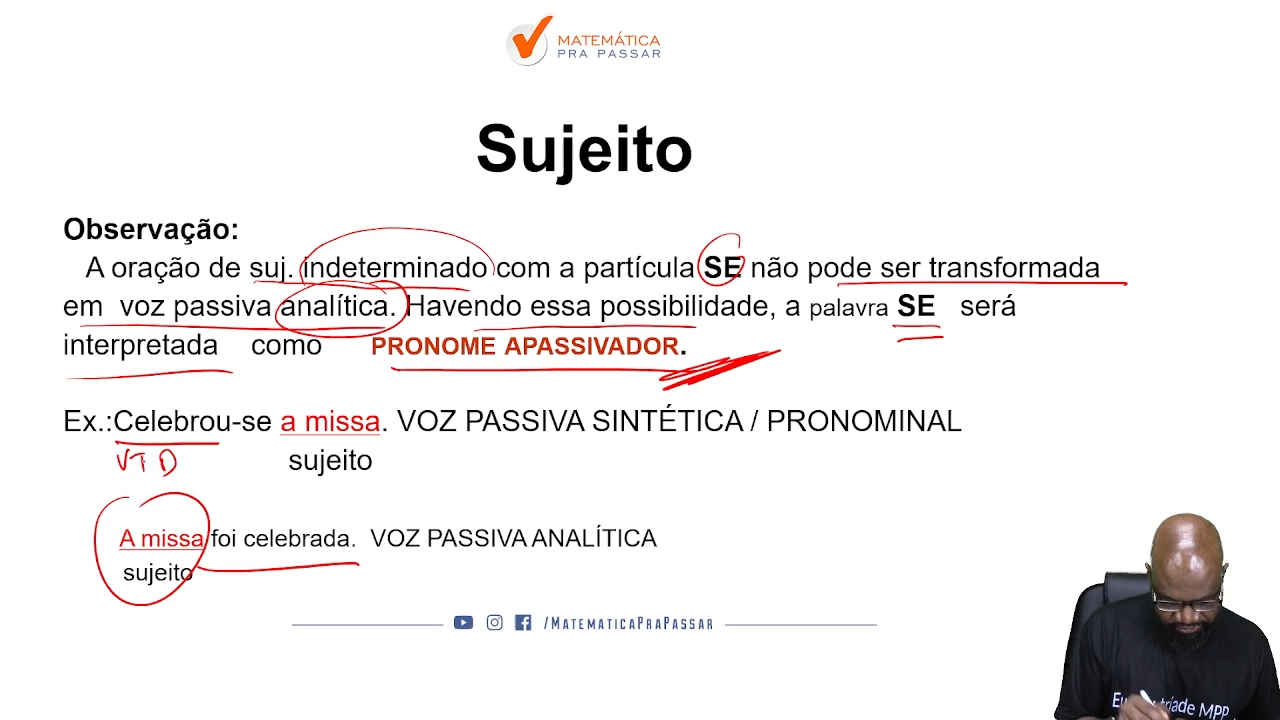 MATEMÁTICA
PRA PASSAR
Sujeito
Observação:
A oração de suj. indeterminado com a partícula SE não pode ser transformada
em voz passiva analítica. Havendo essa possibilidade, a palavra SE será
interpretada como PRONOME APASSIVADOR.
Ex.:Celebrou-se a missa. VOZ PASSIVA SINTÉTICA / PRONOMINAL
VTD sujeito
A missa foi celebrada. VOZ PASSIVA ANALÍTICA
sujeito
/MATEMATICAPRAPASSAR
tríade MPP